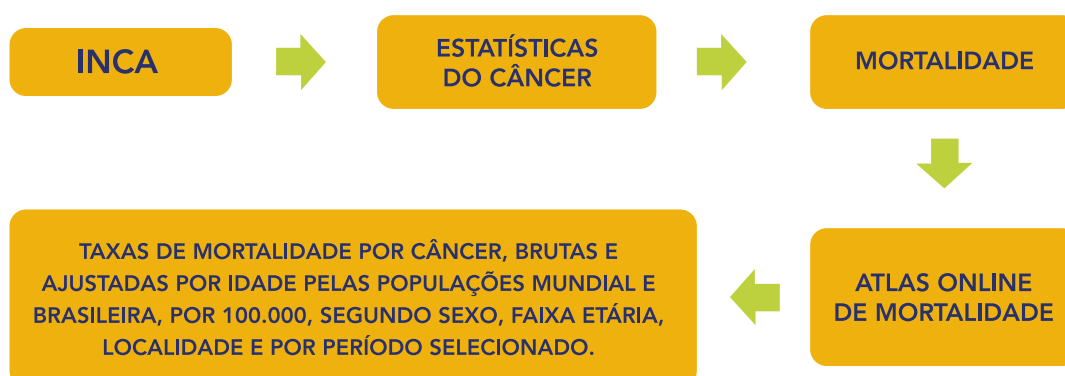 INCA
ESTATÍSTICAS
DO CÂNCER
MORTALIDADE
ATLAS ONLINE
DE MORTALIDADE
TAXAS DE MORTALIDADE POR CÂNCER, BRUTAS E
AJUSTADAS POR IDADE PELAS POPULAÇÕES MUNDIAL E
BRASILEIRA, POR 100.000, SEGUNDO SEXO, FAIXA ETÁRIA,
LOCALIDADE E POR PERÍODO SELECIONADO.